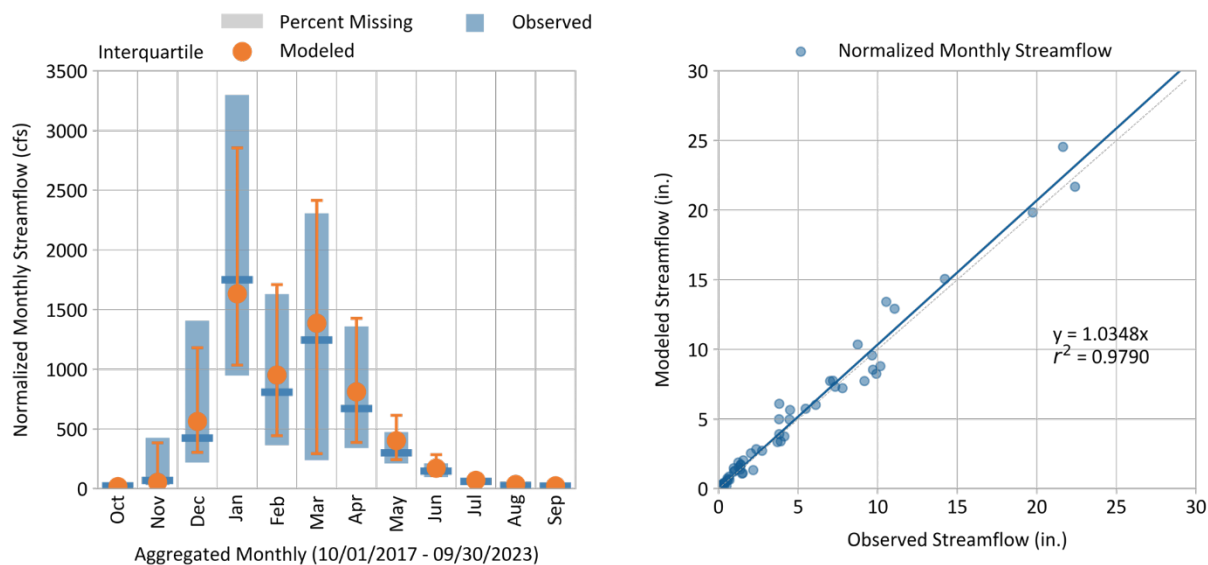 Percent Missing
Observed
Interquartile
Modeled
Normalized Monthly Streamflow (cfs)
3500
3000
2500
2000
1500
1000
500
0
Oct
Nov
Dec
Jan
Feb
Mar
Apr
May
Jun
Jul
Aug
Sep
Aggregated Monthly (10/01/2017 - 09/30/2023)
Normalized Monthly Streamflow
Modeled Streamflow (in.)
30
25
20
15
10
5
0
y = 1.0348x
r² = 0.9790
0 5 10 15 20 25 30
Observed Streamflow (in.)